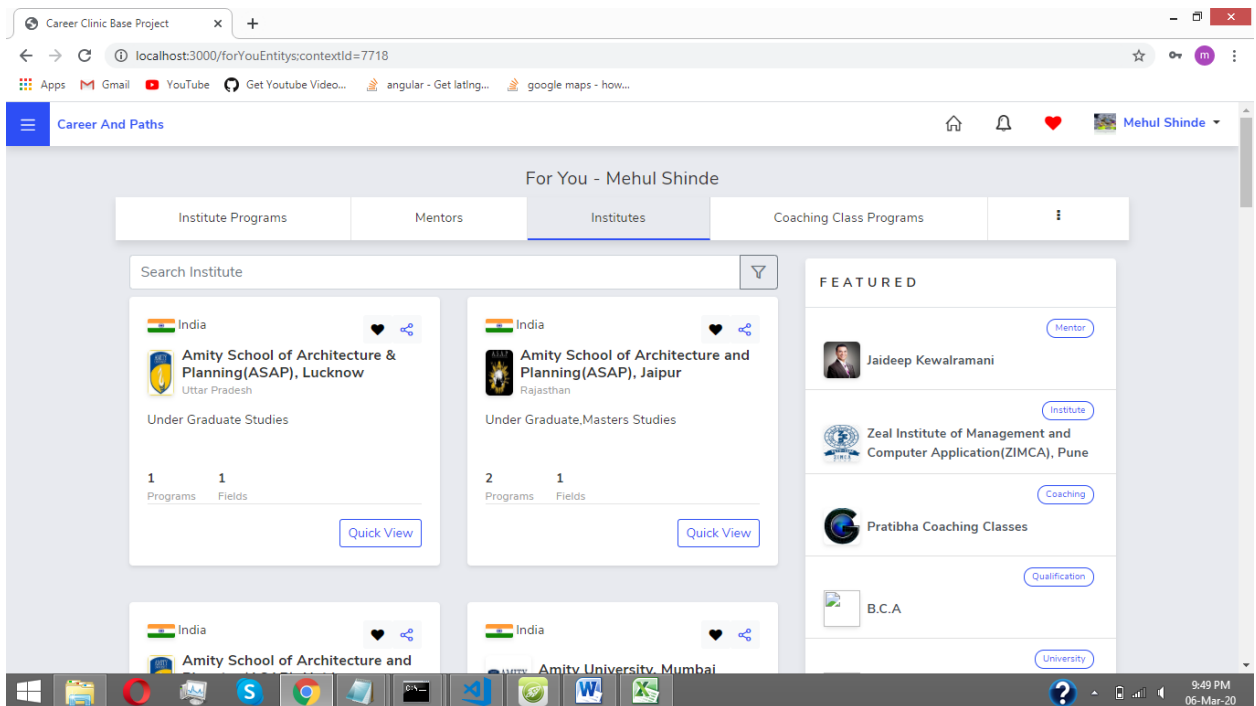 Career Clinic Base Project
localhost:3000/forYouEntitys;contextId=7718
m
Apps Gmail YouTube Get Youtube Video... angular - Get latlng... google maps - how...
Career And Paths
Mehul Shinde
For You - Mehul Shinde
Institute Programs Mentors Institutes Coaching Class Programs
Search Institute
India
Amity School of Architecture &
Planning(ASAP), Lucknow
Uttar Pradesh
Under Graduate Studies
1 1
Programs Fields
Quick View
India
Amity School of Architecture and
Planning(ASAP), Jaipur
Rajasthan
Under Graduate,Masters Studies
2 1
Programs Fields
Quick View
India
Amity School of Architecture and
India
Amity University, Mumbai
FEATURED
Mentor
Jaideep Kewalramani
Institute
Zeal Institute of Management and
Computer Application(ZIMCA), Pune
Coaching
Pratibha Coaching Classes
Qualification
B.C.A
University
9:49 PM
06-Mar-20